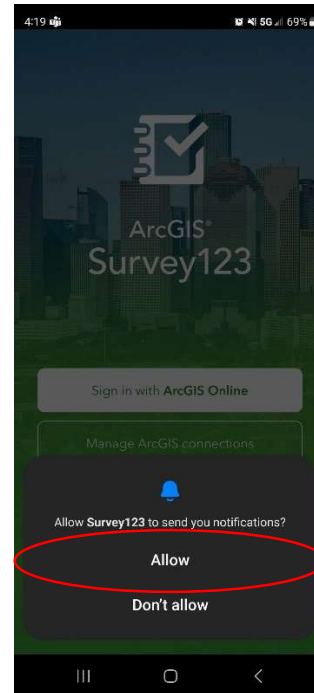 4:19
5G 69%
ArcGIS®
Survey123
Sign in with ArcGIS Online
Manage ArcGIS connections
Allow Survey123 to send you notifications?
Allow
Don't allow